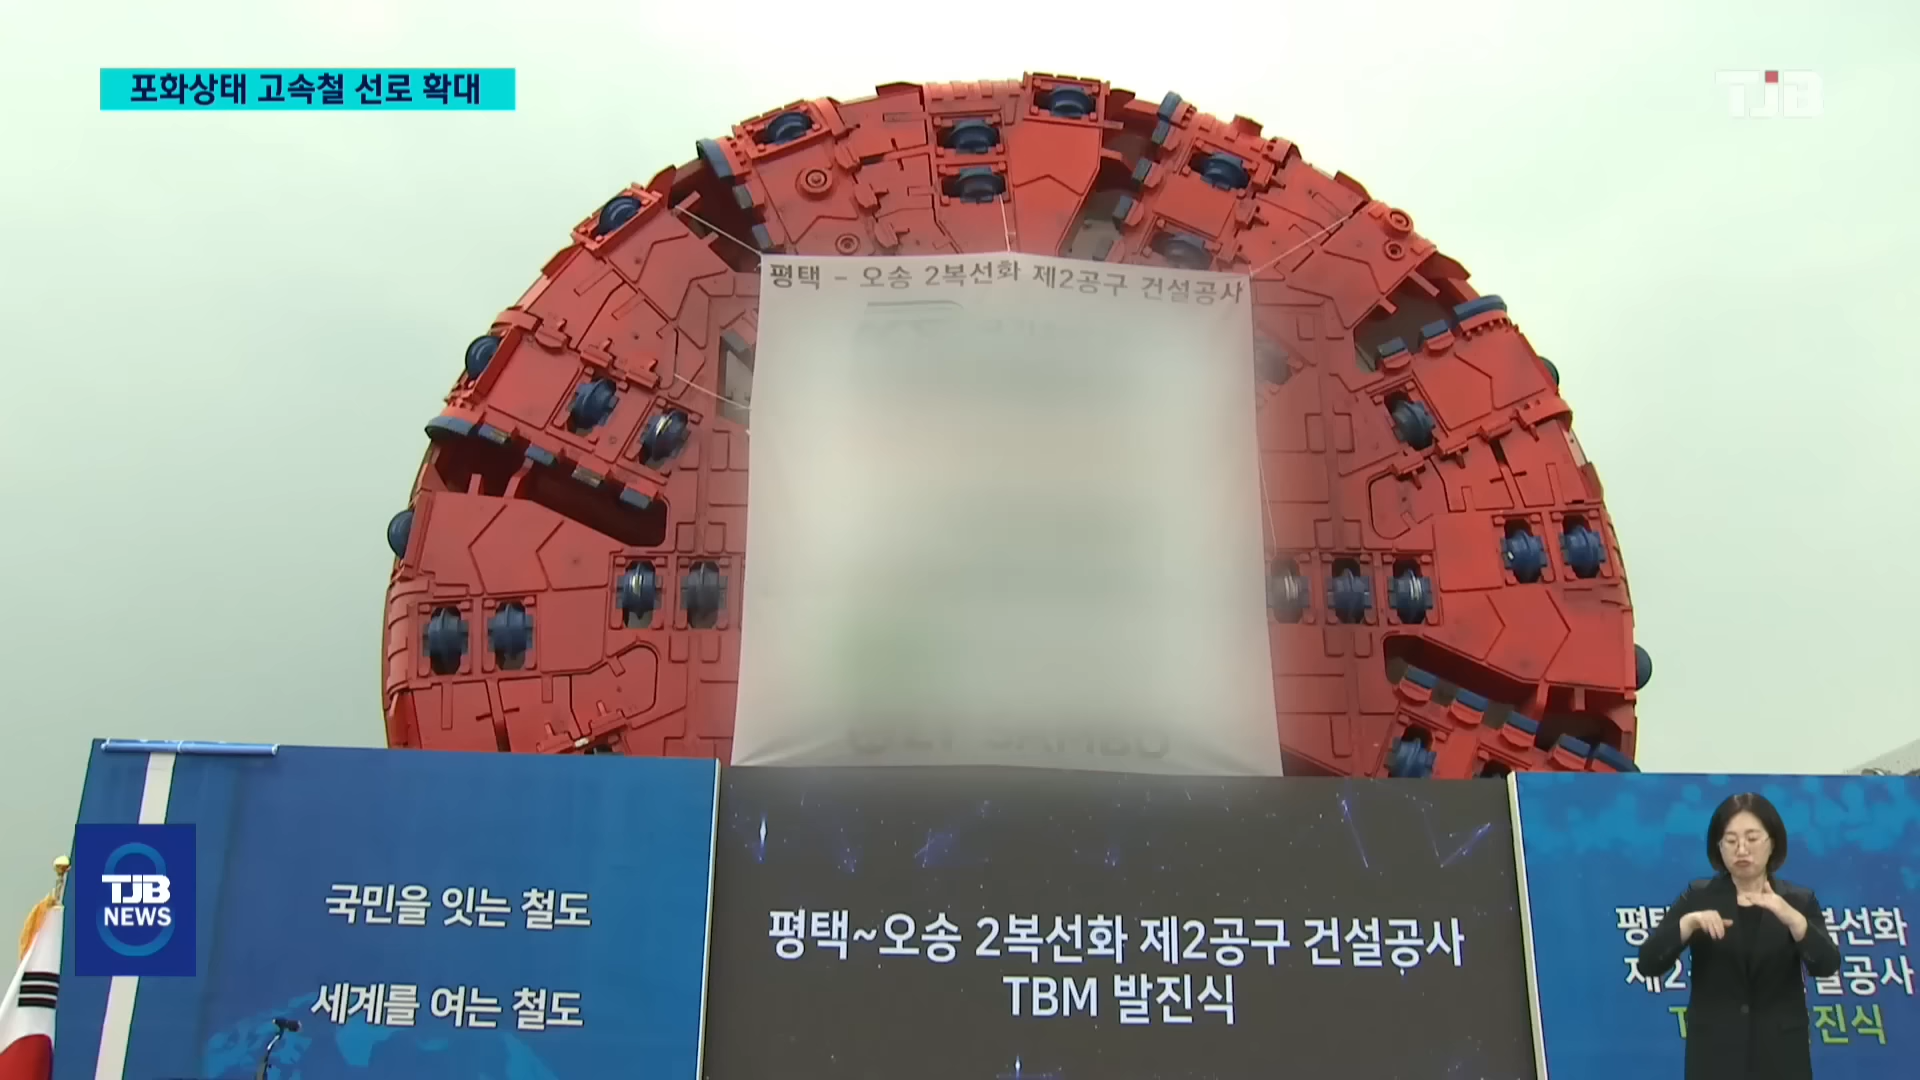 포화상태 고속철 선로 확대
TJB
평택 - 오송 2복선화 제2공구 건설공사
TJB
NEWS
국민을 잇는 철도
세계를 여는 철도
평택~오송 2복선화 제2공구 건설공사
TBM 발진식
복선화
제2
설공사
진식